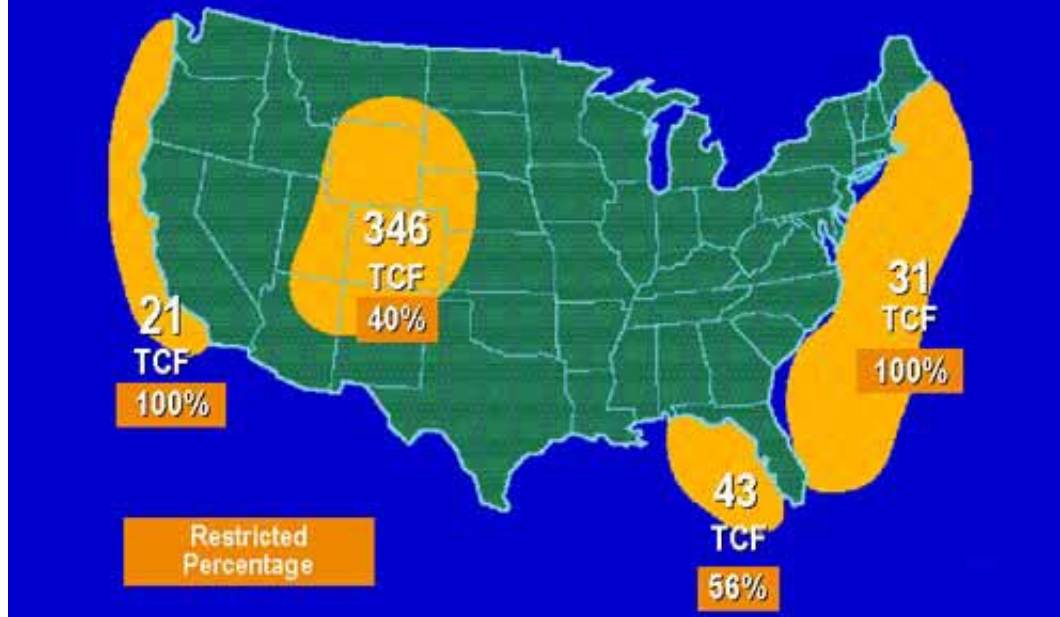 346
TCF
40%
21
TCF
100%
31
TCF
100%
43
TCF
56%
Restricted
Percentage